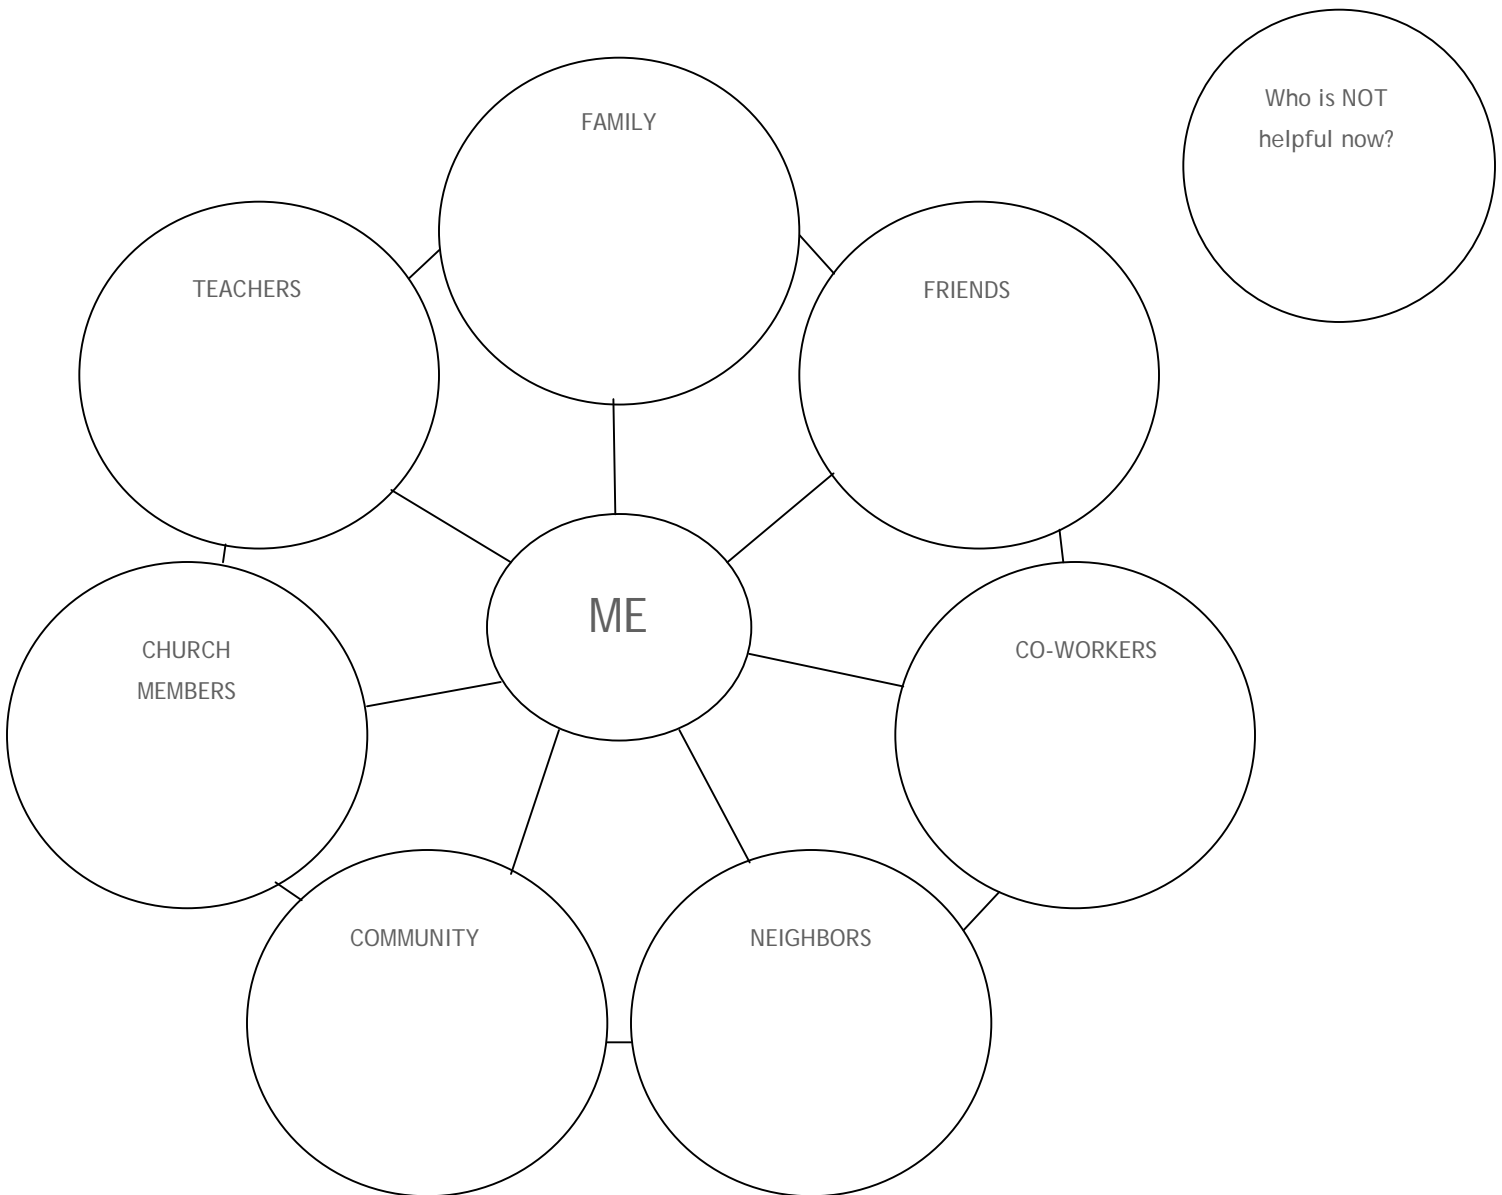 Who is NOT
helpful now?
FAMILY
TEACHERS
FRIENDS
ME
CHURCH
MEMBERS
CO-WORKERS
COMMUNITY
NEIGHBORS